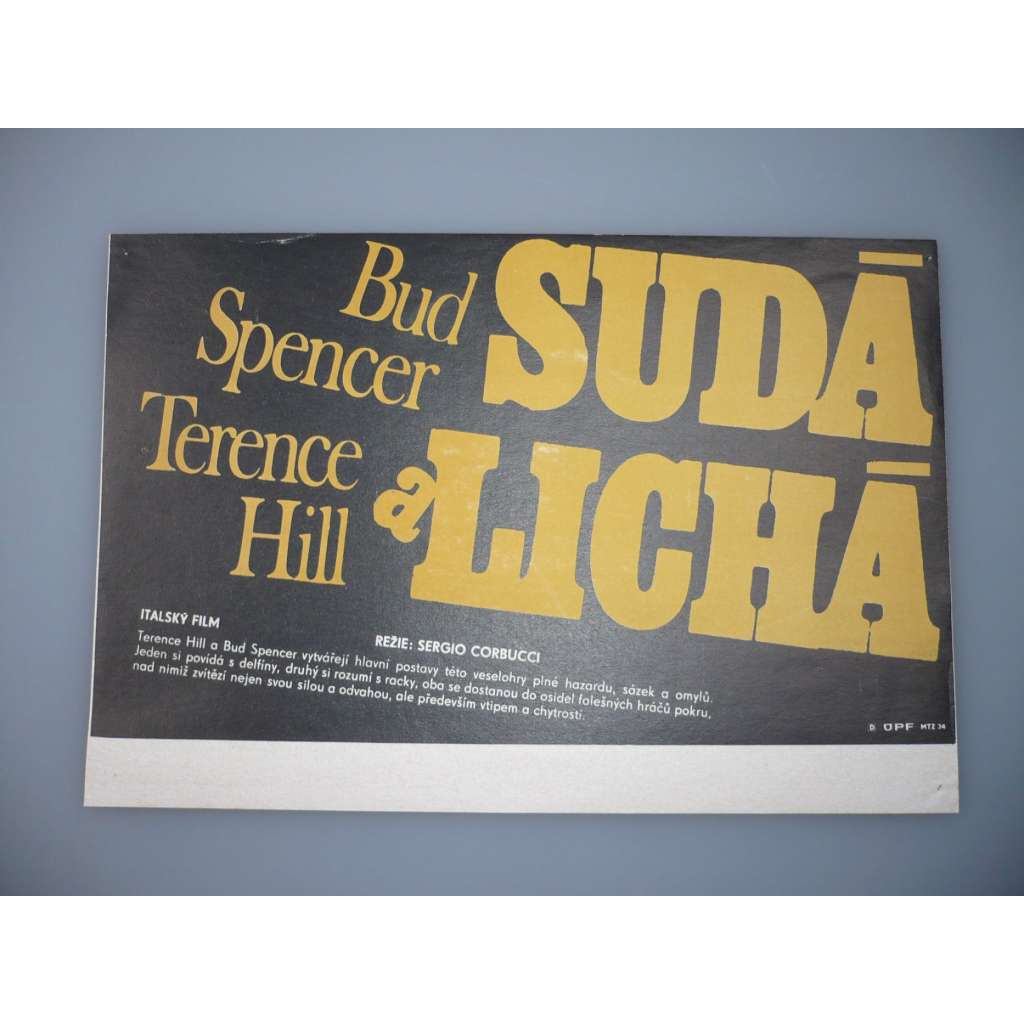 Bud
Spencer
Terence
Hill
SUDÁ
a LICHÁ
ITALSKÝ FILM
REŽIE: SERGIO CORBUCCI
Terence Hill a Bud Spencer vytvářejí hlavní postavy této veselohry plné hazardu, sázek a omylů.
Jeden si povídá s delfíny, druhý si rozumí s racky, oba se dostanou do osidel falešných hráčů pokru,
nad nimiž zvítězí nejen svou silou a odvahou, ale především vtipem a chytrostí.
D ÚPF MTZ 34